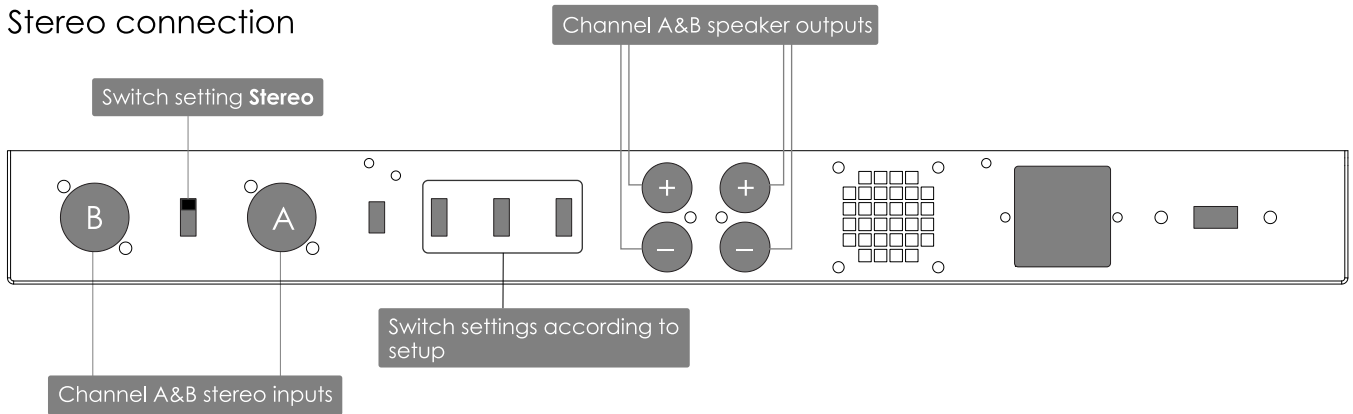 Stereo connection
Channel A&B speaker outputs
Switch setting Stereo
B
A
+
+
–
–
Switch settings according to
setup
Channel A&B stereo inputs